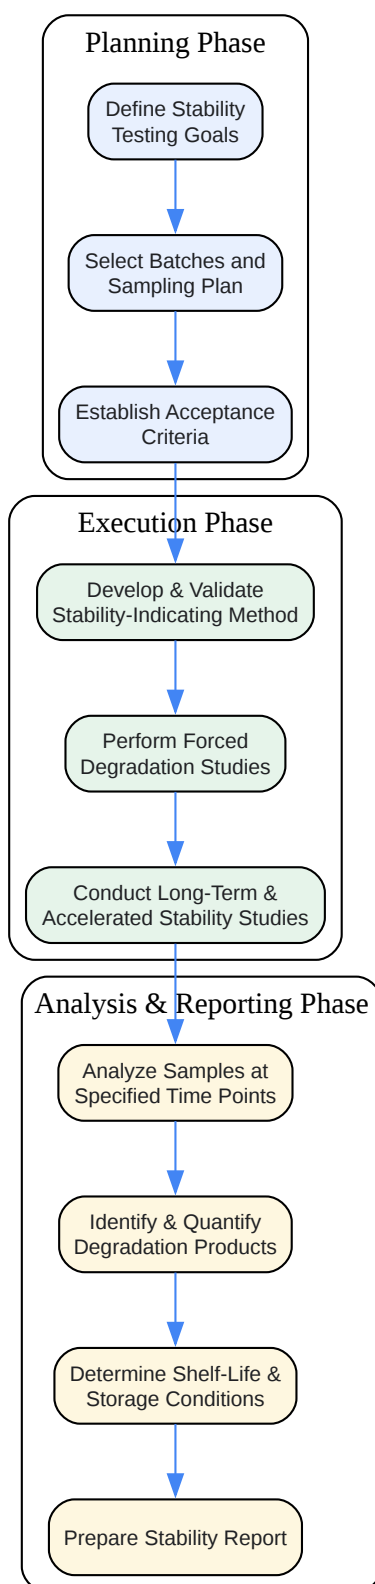 Planning Phase
Define Stability
Testing Goals
Select Batches and
Sampling Plan
Establish Acceptance
Criteria
Execution Phase
Develop & Validate
Stability-Indicating Method
Perform Forced
Degradation Studies
Conduct Long-Term &
Accelerated Stability Studies
Analysis & Reporting Phase
Analyze Samples at
Specified Time Points
Identify & Quantify
Degradation Products
Determine Shelf-Life &
Storage Conditions
Prepare Stability Report